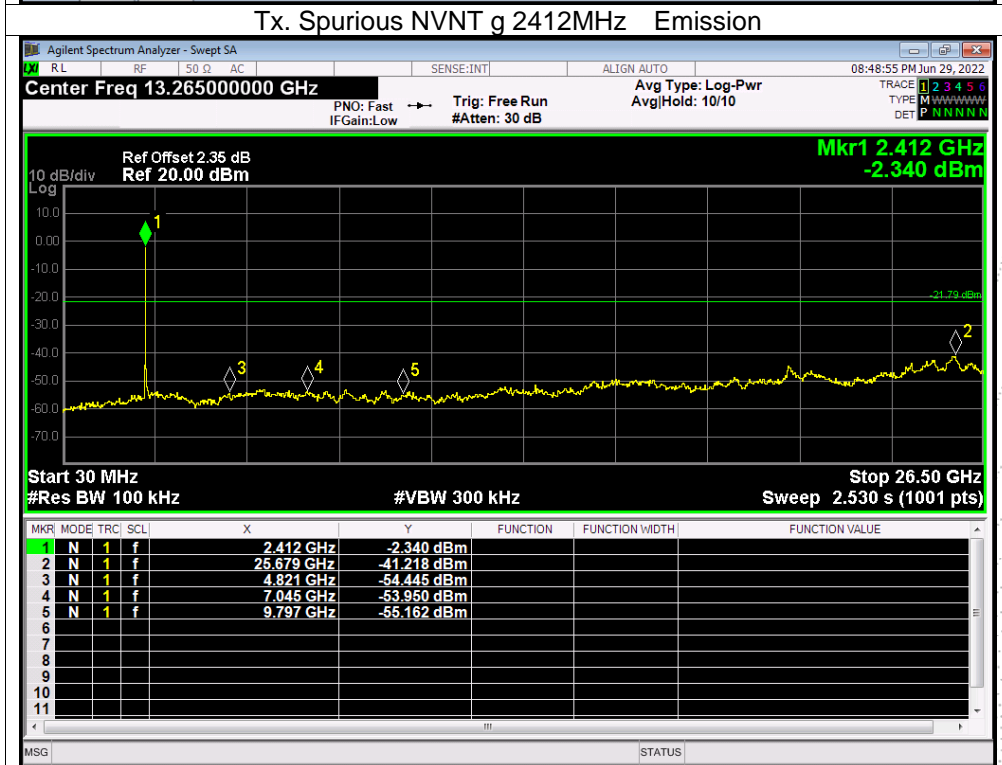 Tx. Spurious NVNT g 2412MHz Emission
Agilent Spectrum Analyzer - Swept SA
LXI RL RF 50 Ω AC SENSE:INT ALIGN AUTO 08:48:55 PM Jun 29, 2022
Center Freq 13.265000000 GHz Avg Type: Log-Pwr TRACE 1 2 3 4 5 6
PNO: Fast Trig: Free Run Avg|Hold: 10/10 TYPE M WWWWW
IFGain:Low #Atten: 30 dB DET P N N N N N
Mkr1 2.412 GHz
Ref Offset 2.35 dB
10 dB/div Ref 20.00 dBm -2.340 dBm
Log
10.0
1
0.00
-10.0
-20.0 -21.79 dBm
-30.0
2
-40.0
3 4 5
-50.0
-60.0
-70.0
Start 30 MHz Stop 26.50 GHz
#Res BW 100 kHz #VBW 300 kHz Sweep 2.530 s (1001 pts)
MKR MODE TRC SCL X Y FUNCTION FUNCTION WIDTH FUNCTION VALUE
1 N 1 f 2.412 GHz -2.340 dBm
2 N 1 f 25.679 GHz -41.218 dBm
3 N 1 f 4.821 GHz -54.445 dBm
4 N 1 f 7.045 GHz -53.950 dBm
5 N 1 f 9.797 GHz -55.162 dBm
6
7
8
9
10
11
MSG STATUS